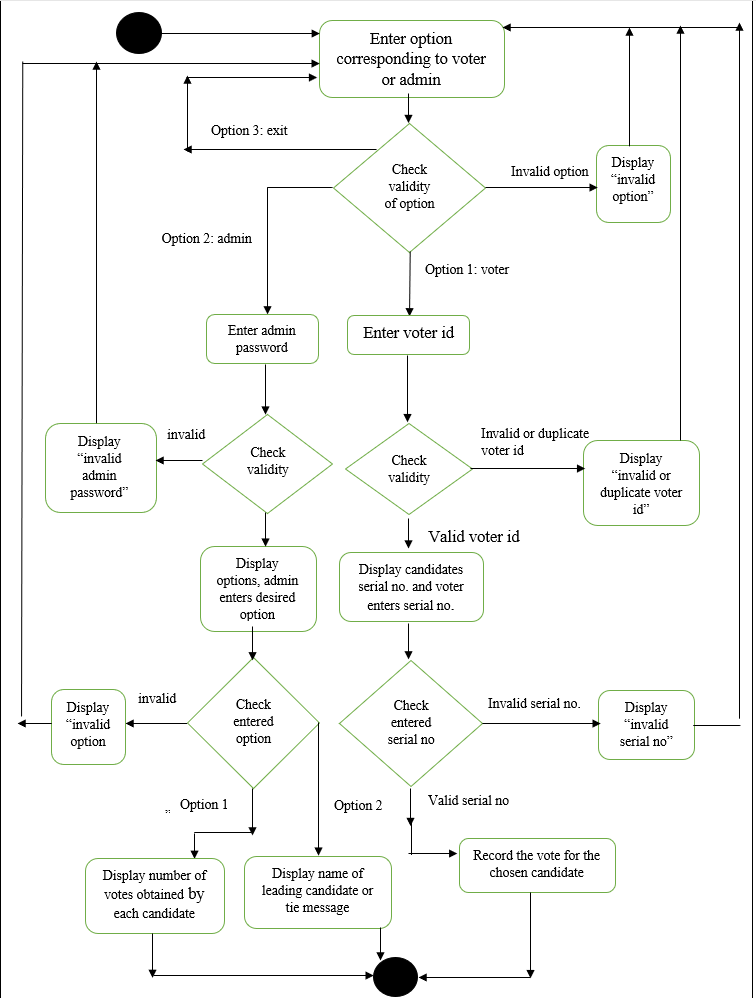 Enter option
corresponding to voter
or admin
Option 3: exit
Check
validity
of option
Invalid option
Display
“invalid
option”
Option 2: admin
Option 1: voter
Enter admin
password
Enter voter id
invalid
Display
“invalid
admin
password”
Check
validity
Check
validity
Invalid or duplicate
voter id
Display
“invalid or
duplicate voter
id”
Valid voter id
Display
options, admin
enters desired
option
Display candidates
serial no. and voter
enters serial no.
invalid
Display
“invalid
option
Check
entered
option
Check
entered
serial no
Invalid serial no.
Display
“invalid
serial no”
”
Option 1
Option 2
Valid serial no
Display number of
votes obtained by
each candidate
Display name of
leading candidate or
tie message
Record the vote for the
chosen candidate